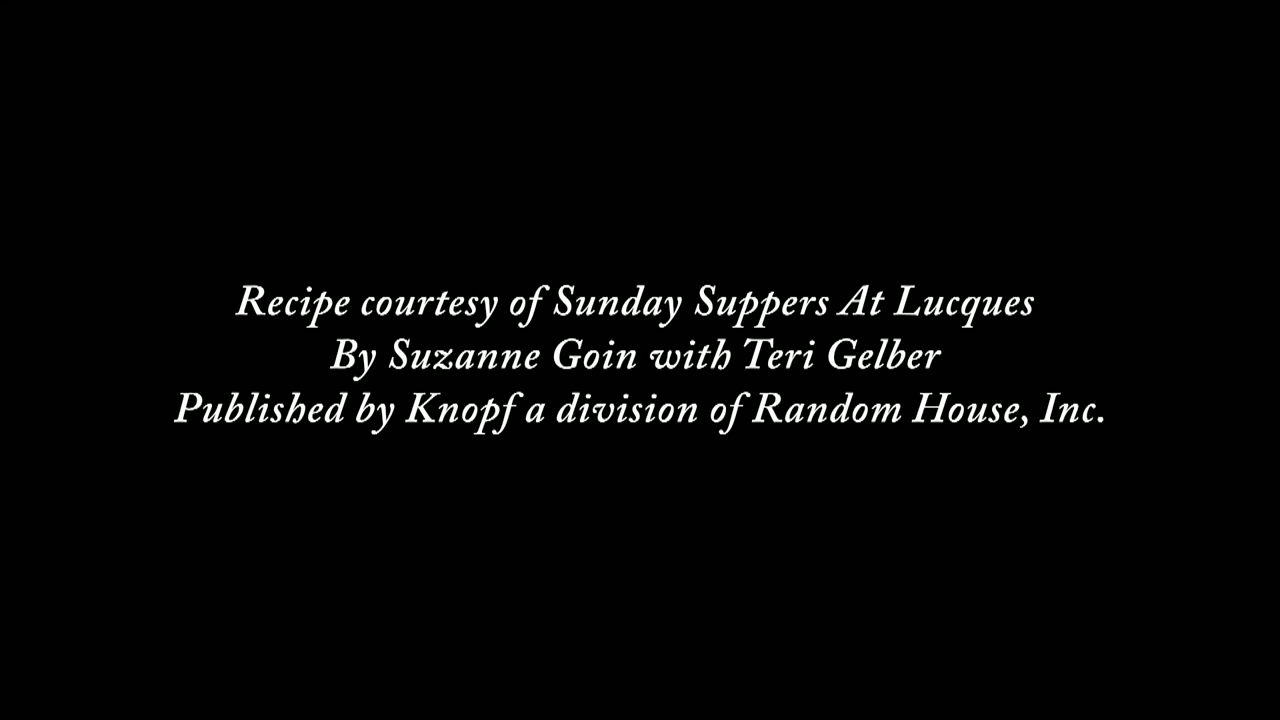 Recipe courtesy of Sunday Suppers At Lucques
By Suzanne Goin with Teri Gelber
Published by Knopf a division of Random House, Inc.